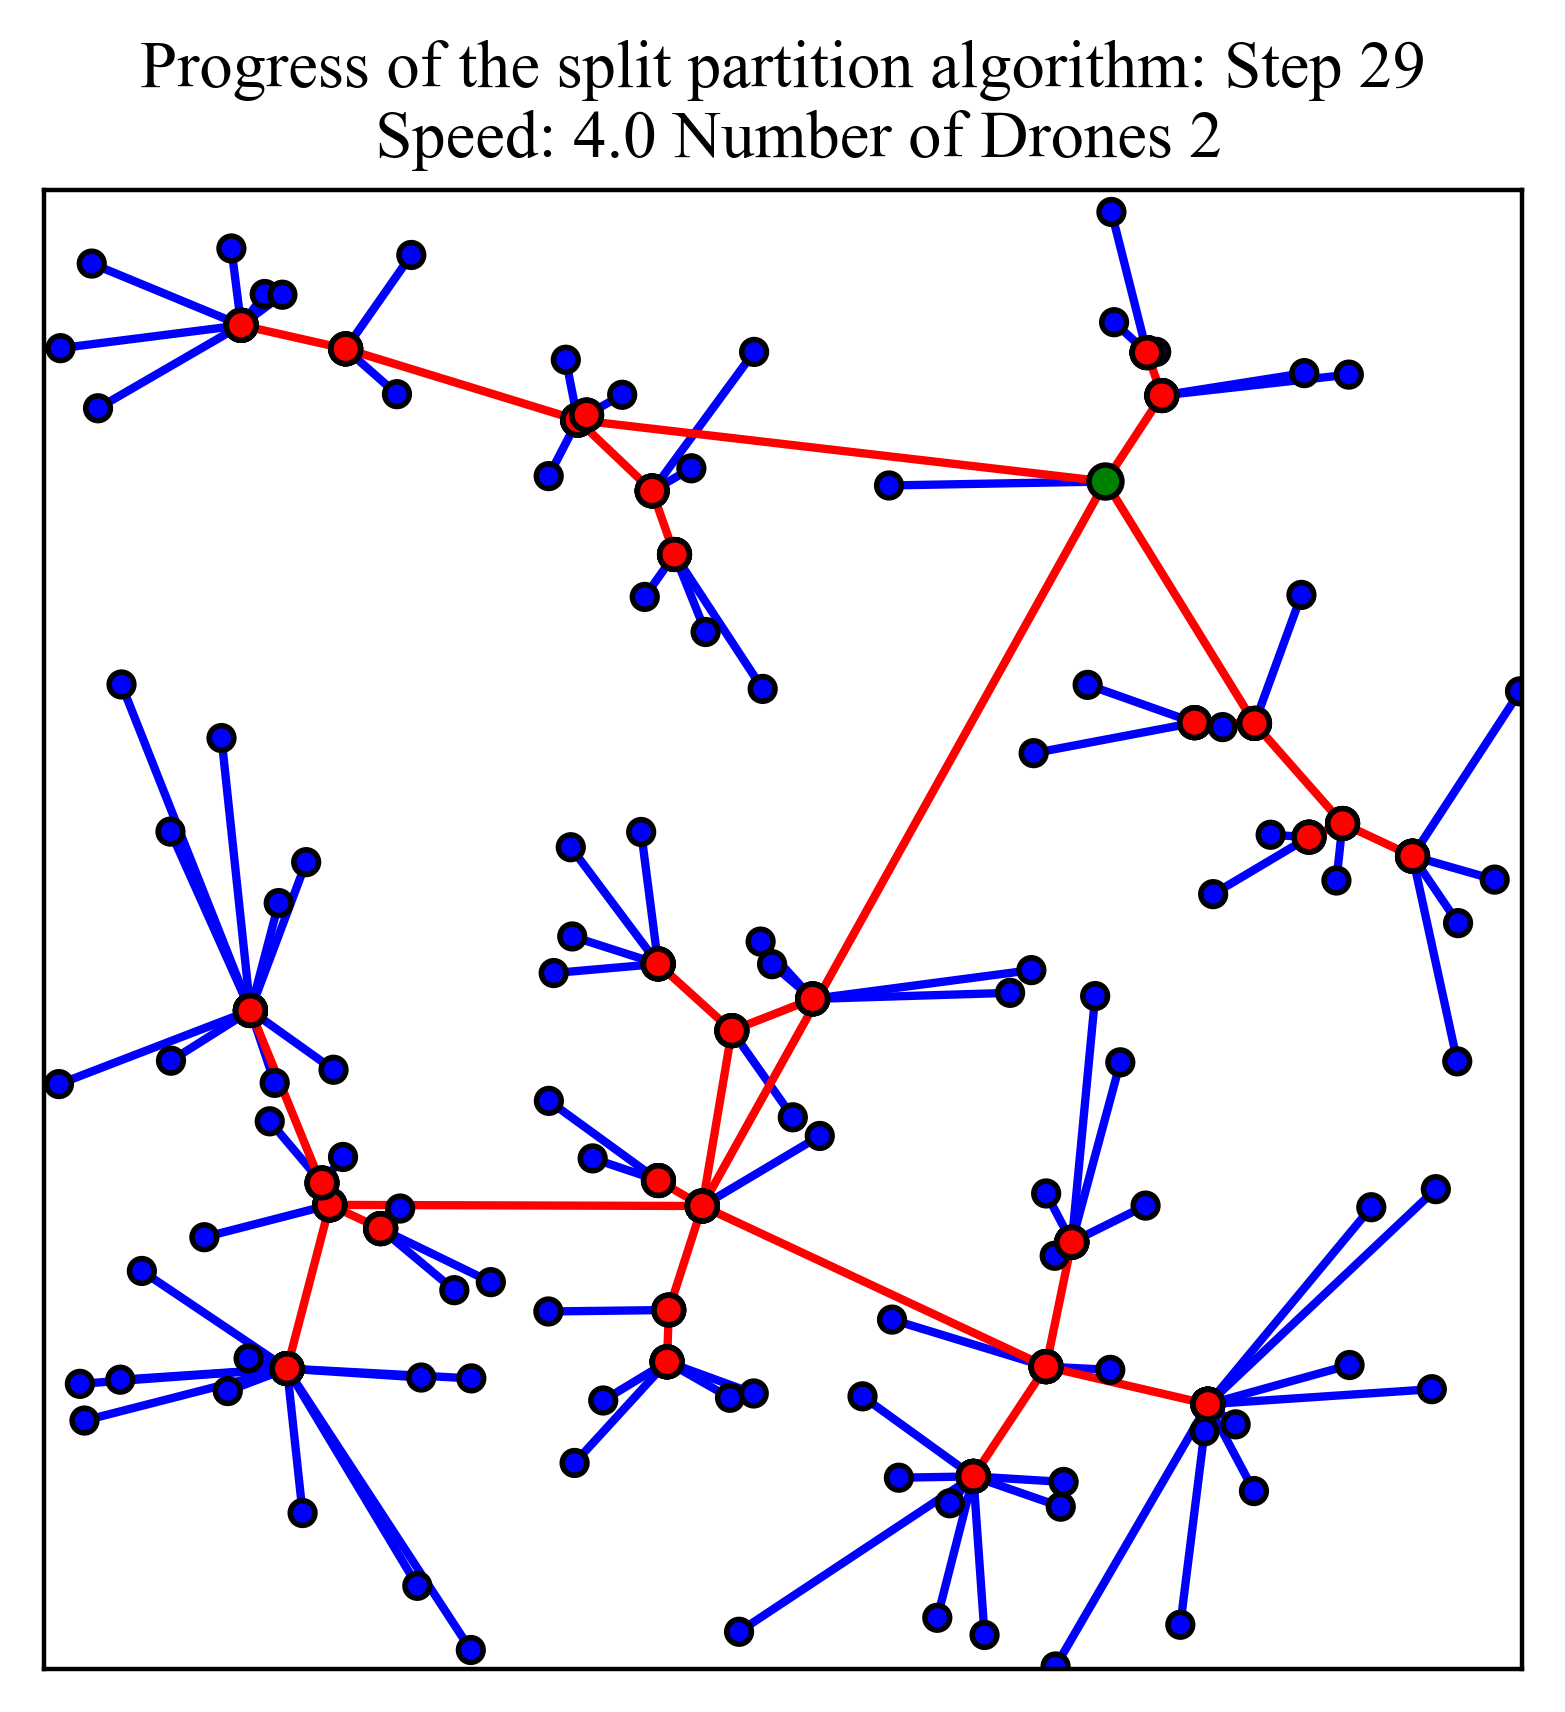 Progress of the split partition algorithm: Step 29
Speed: 4.0 Number of Drones 2